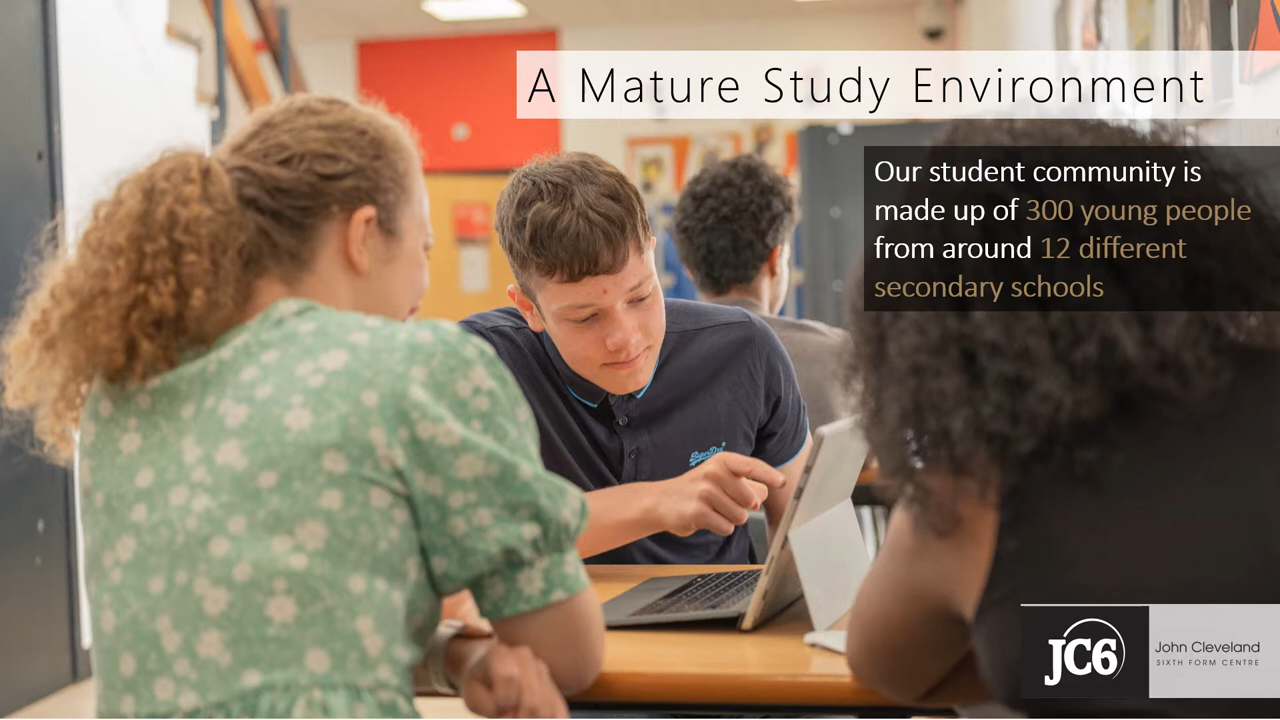 A Mature Study Environment
Our student community is
made up of 300 young people
from around 12 different
secondary schools
SuperDry
JC6
John Cleveland
SIXTH FORM CENTRE